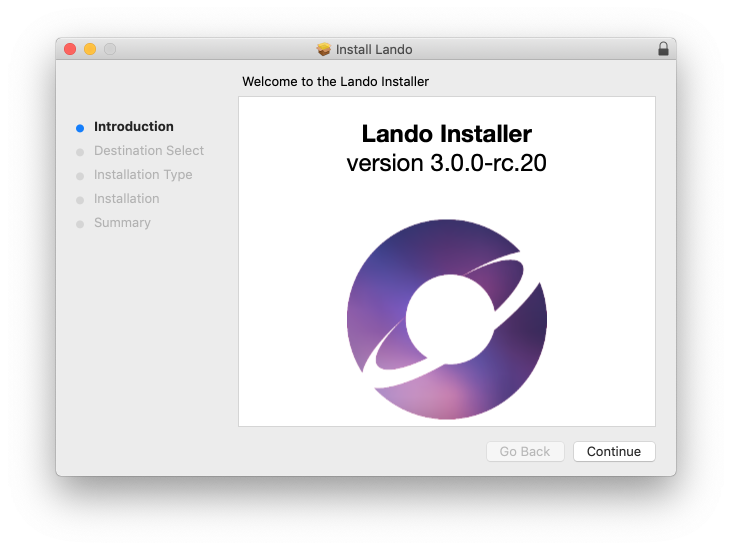 Install Lando
Welcome to the Lando Installer
Introduction
Destination Select
Installation Type
Installation
Summary
Lando Installer
version 3.0.0-rc.20
Go Back
Continue